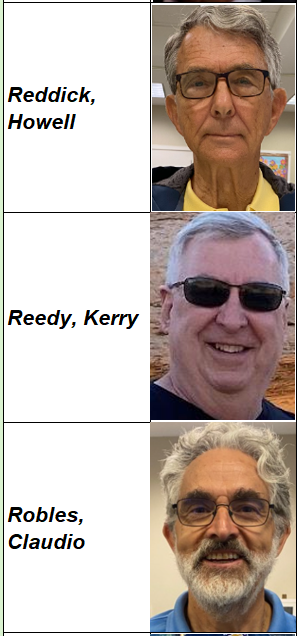 Reddick,
Howell
Reedy, Kerry
Robles,
Claudio